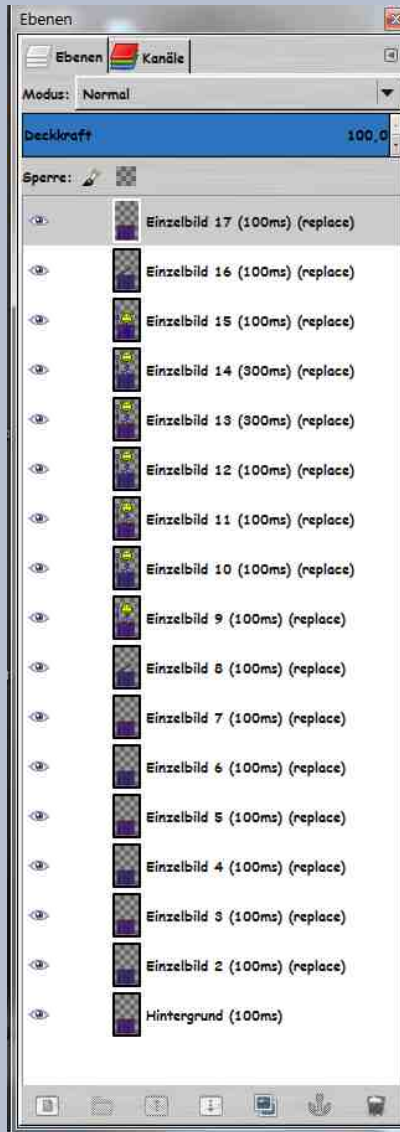 Ebenen
Ebenen Kanäle
Modus: Normal
Deckkraft 100,0
Sperre:
Einzelbild 17 (100ms) (replace)
Einzelbild 16 (100ms) (replace)
Einzelbild 15 (100ms) (replace)
Einzelbild 14 (300ms) (replace)
Einzelbild 13 (300ms) (replace)
Einzelbild 12 (100ms) (replace)
Einzelbild 11 (100ms) (replace)
Einzelbild 10 (100ms) (replace)
Einzelbild 9 (100ms) (replace)
Einzelbild 8 (100ms) (replace)
Einzelbild 7 (100ms) (replace)
Einzelbild 6 (100ms) (replace)
Einzelbild 5 (100ms) (replace)
Einzelbild 4 (100ms) (replace)
Einzelbild 3 (100ms) (replace)
Einzelbild 2 (100ms) (replace)
Hintergrund (100ms)